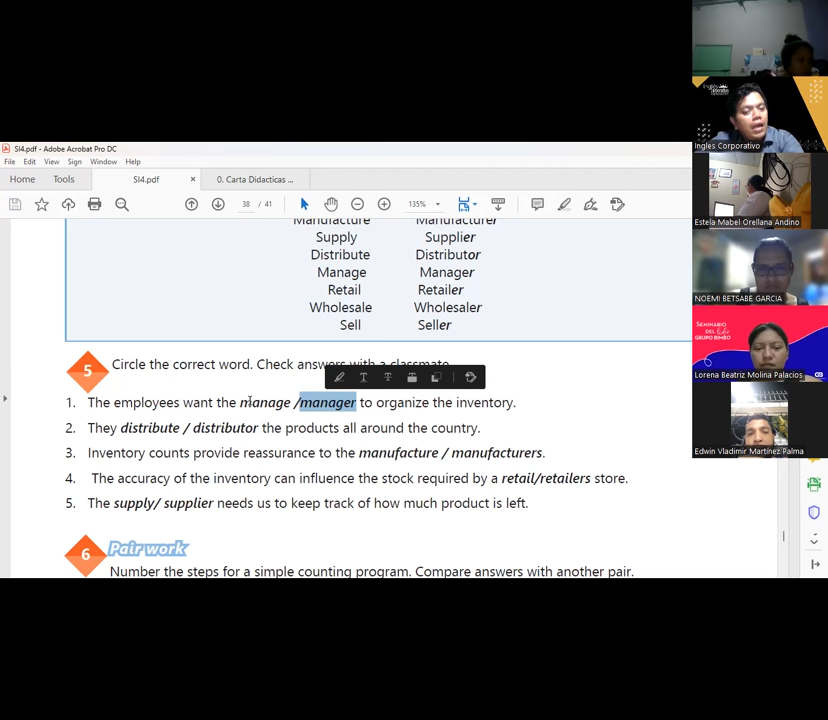 SI4.pdf - Adobe Acrobat Pro DC
File Edit View Sign Window Help
Home Tools SI4.pdf × 0. Carta Didacticas ...
38 / 41 135%
Manufacture Manufacturer
Supply Supplier
Distribute Distributor
Manage Manager
Retail Retailer
Wholesale Wholesaler
Sell Seller
5 Circle the correct word. Check answers with a classmate.
1. The employees want the manage /manager to organize the inventory.
2. They distribute / distributor the products all around the country.
3. Inventory counts provide reassurance to the manufacture / manufacturers.
4. The accuracy of the inventory can influence the stock required by a retail/retailers store.
5. The supply/ supplier needs us to keep track of how much product is left.
6 Pair work
Number the steps for a simple counting program. Compare answers with another pair.
Ingles Corporativo
Estela Mabel Orellana Andino
NOEMI BETSABE GARCIA
SEMINARIO
DEL
GRUPO BIMBO
Lorena Beatriz Molina Palacios
Edwin Vladimir Martínez Palma